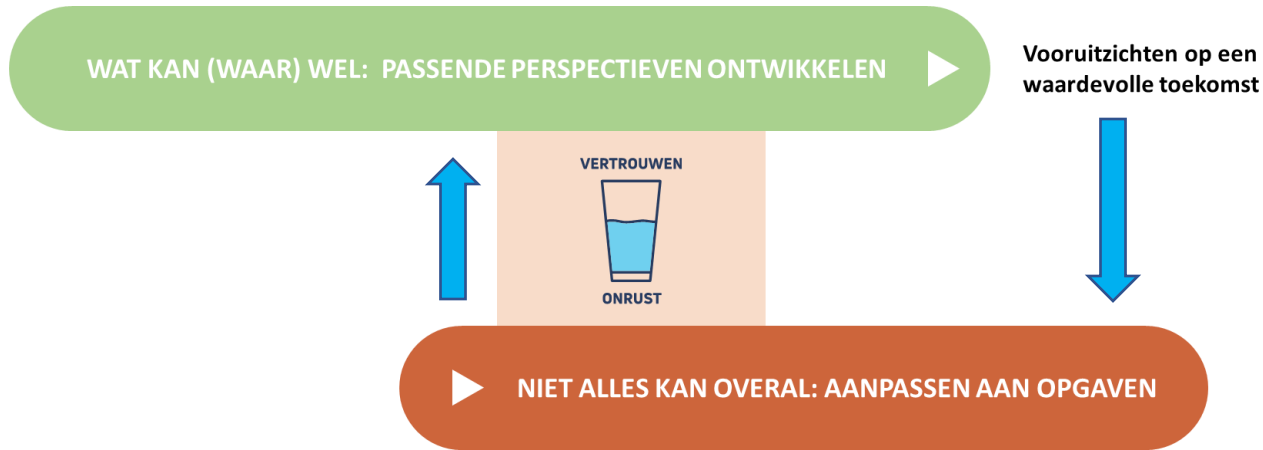 WAT KAN (WAAR) WEL: PASSENDE PERSPECTIEVEN ONTWIKKELEN
Vooruitzichten op een
waardevolle toekomst
VERTROUWEN
ONRUST
NIET ALLES KAN OVERAL: AANPASSEN AAN OPGAVEN